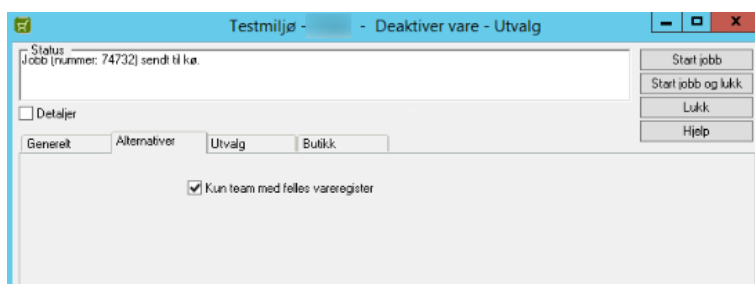 Testmiljø - - Deaktiver vare - Utvalg
Status
Jobb (nummer: 74732) sendt til kø.
Start jobb
Start jobb og lukk
Lukk
Hjelp
Detaljer
Generelt Alternativer Utvalg Butikk
Kun team med felles vareregister